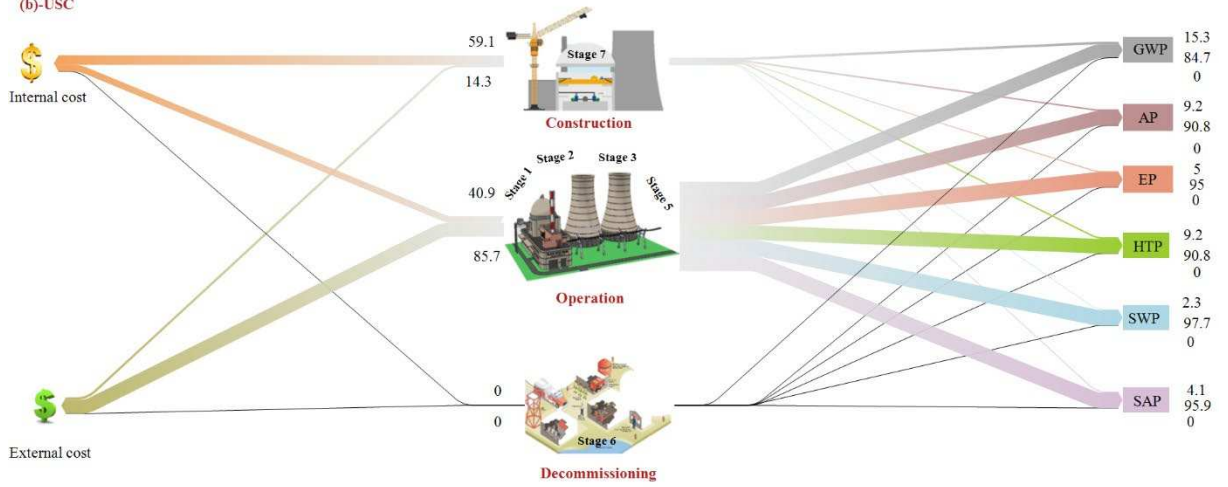 (b)-USC
Internal cost
External cost
59.1
14.3
40.9
85.7
0
0
Stage 7
Construction
Stage 1
Stage 2
Stage 3
Stage 5
Operation
Stage 6
Decommissioning
GWP
15.3
84.7
0
AP
9.2
90.8
0
EP
5
95
0
HTP
9.2
90.8
0
SWP
2.3
97.7
0
SAP
4.1
95.9
0